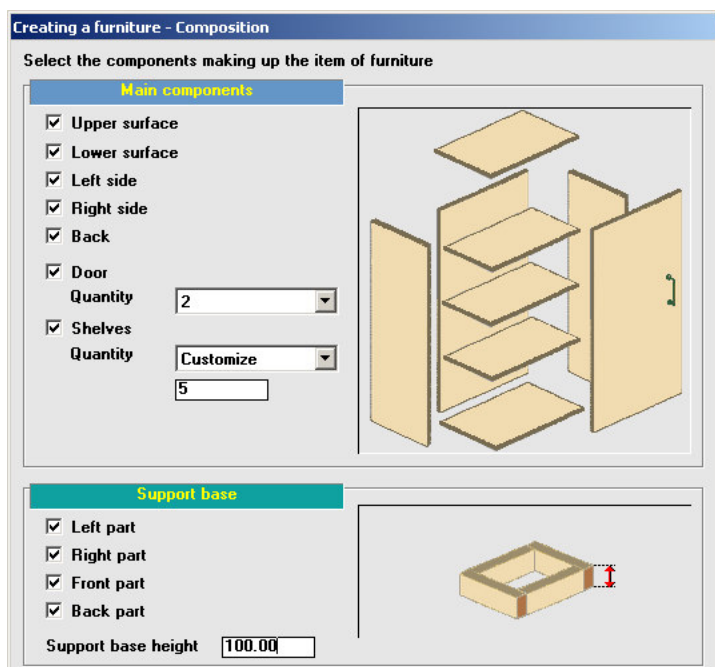 Creating a furniture - Composition
Select the components making up the item of furniture
Main components
Upper surface
Lower surface
Left side
Right side
Back
Door
Quantity 2
Shelves
Quantity Customize
5
Support base
Left part
Right part
Front part
Back part
Support base height 100.00